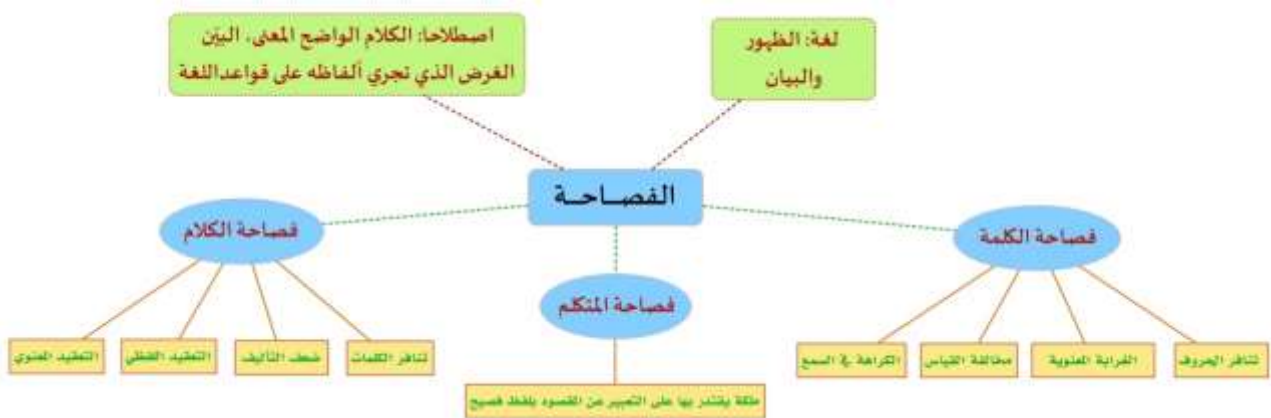 لغة: الظهور
والبيان
اصطلاحا: الكلام الواضح المعنى، البيّن
الغرض الذي تجري ألفاظه على قواعد اللغة
الفصـاحـة
فصاحة الكلمة
فصاحة المتكلم
فصاحة الكلام
تنافر الحروف
الغرابة المعنوية
مخالفة القياس
الكراهة في السمع
ملكة يقتدر بها على التعبير عن المقصود بلفظ فصيح
تنافر الكلمات
ضعف التأليف
التعقيد اللفظي
التعقيد المعنوي